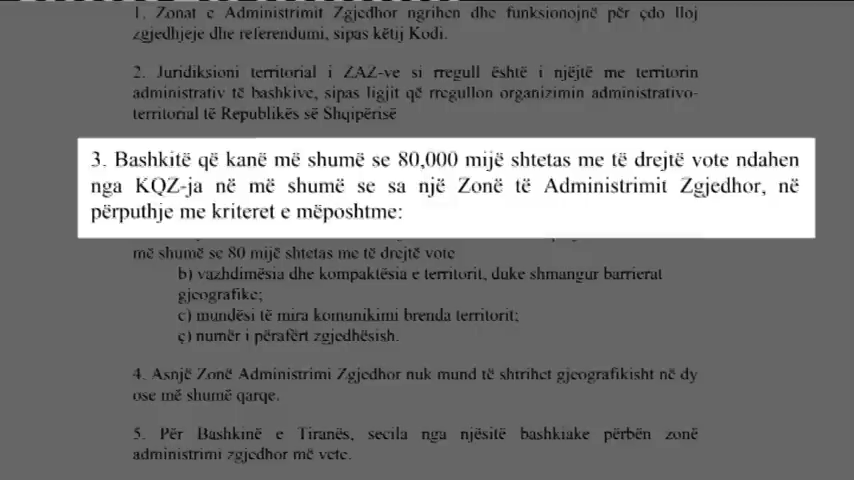 1. Zonat e Administrimit Zgjedhor ngrihen dhe funksionojnë për çdo lloj
zgjedhjeje dhe referendumi, sipas këtij Kodi.
2. Juridiksioni territorial i ZAZ-ve si rregull është i njëjtë me territorin
administrativ të bashkive, sipas ligjit që rregullon organizimin administrativo-
territorial të Republikës së Shqipërisë
3. Bashkitë që kanë më shumë se 80,000 mijë shtetas me të drejtë vote ndahen
nga KQZ-ja në më shumë se sa një Zonë të Administrimit Zgjedhor, në
përputhje me kriteret e mëposhtme:
më shumë se 80 mijë shtetas me të drejtë vote
b) vazhdimësia dhe kompaktësia e territorit, duke shmangur barrierat
gjeografike;
c) mundësi të mira komunikimi brenda territorit;
ç) numër i përafërt zgjedhësish.
4. Asnjë Zonë Administrimi Zgjedhor nuk mund të shtrihet gjeografikisht në dy
ose më shumë qarqe.
5. Për Bashkinë e Tiranës, secila nga njësitë bashkiake përbën zonë
administrimi zgjedhor më vete.